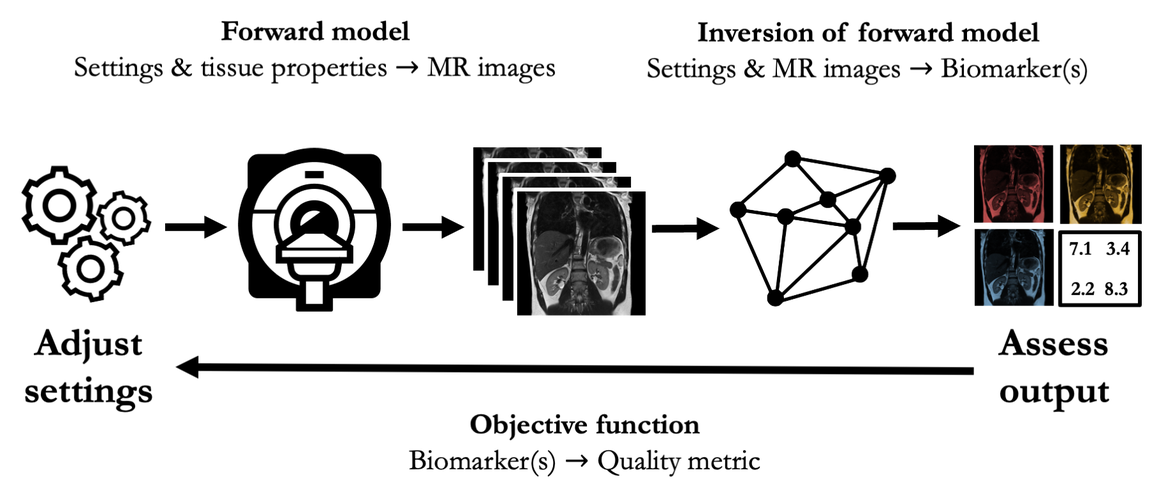 Forward model
Settings & tissue properties → MR images
Inversion of forward model
Settings & MR images → Biomarker(s)
7.1 3.4
2.2 8.3
Adjust
settings
Assess
output
Objective function
Biomarker(s) → Quality metric